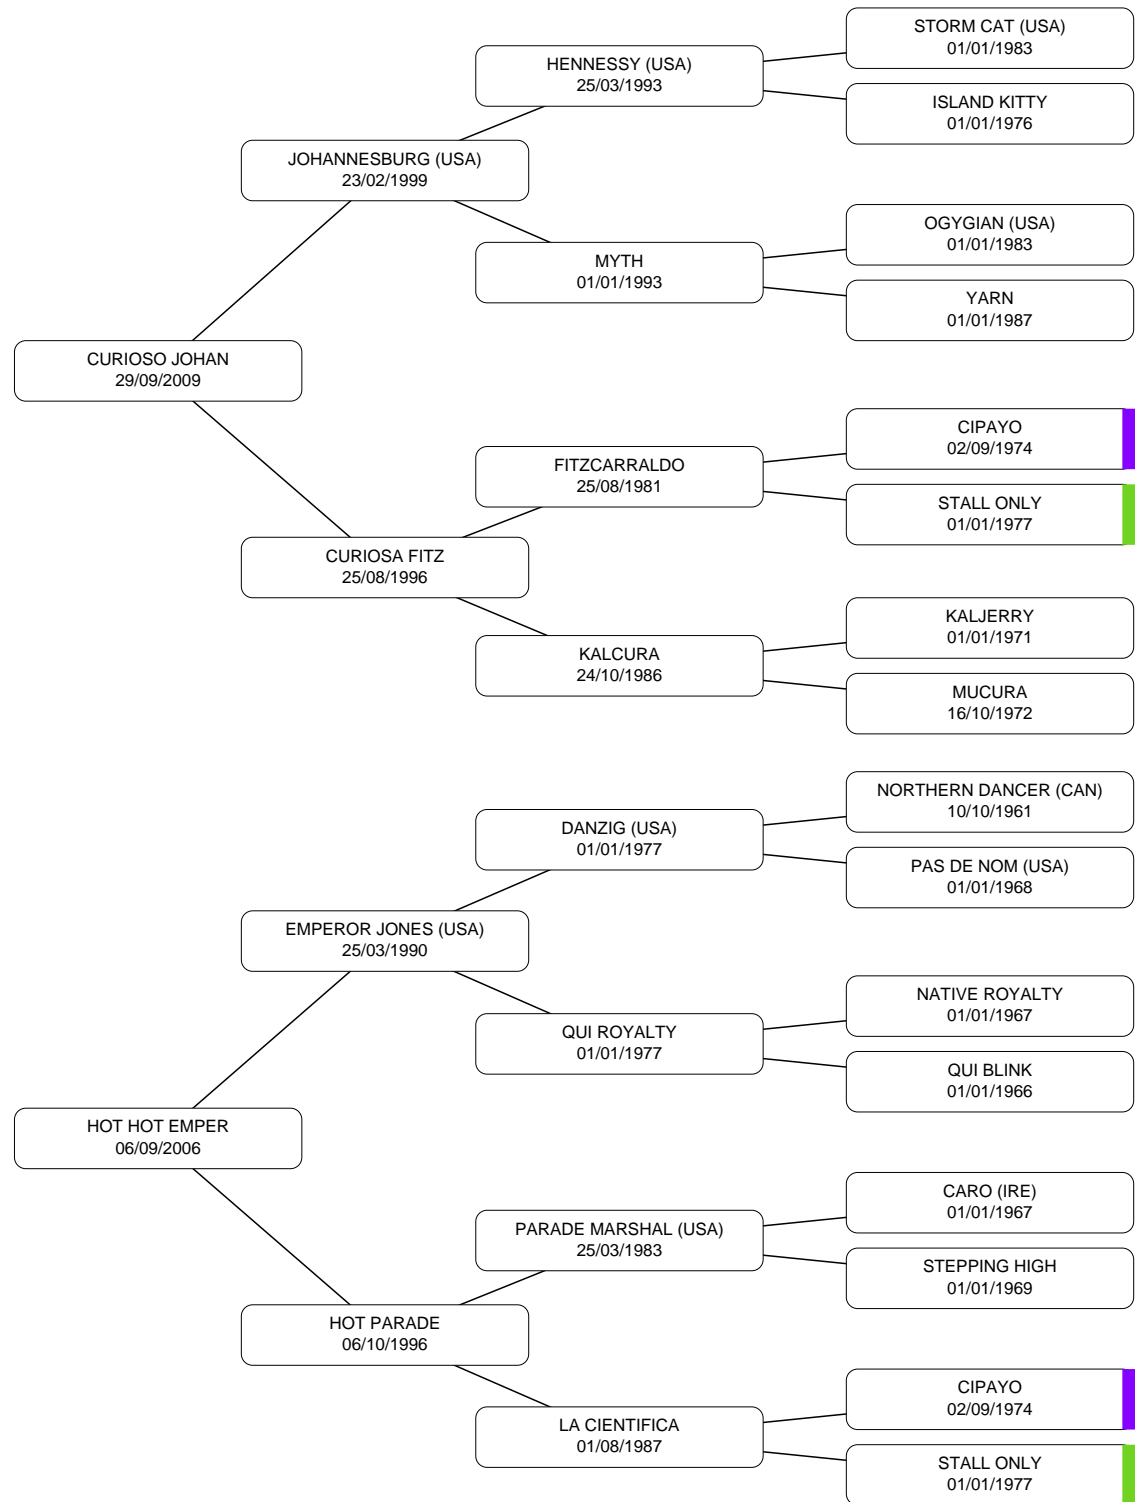 STORM CAT (USA)
01/01/1983
HENNESSY (USA)
25/03/1993
ISLAND KITTY
01/01/1976
JOHANNESBURG (USA)
23/02/1999
OGYGIAN (USA)
01/01/1983
MYTH
01/01/1993
YARN
01/01/1987
CURIOSO JOHAN
29/09/2009
CIPAYO
02/09/1974
FITZCARRALDO
25/08/1981
STALL ONLY
01/01/1977
CURIOSA FITZ
25/08/1996
KALJERRY
01/01/1971
KALCURA
24/10/1986
MUCURA
16/10/1972
NORTHERN DANCER (CAN)
10/10/1961
DANZIG (USA)
01/01/1977
PAS DE NOM (USA)
01/01/1968
EMPEROR JONES (USA)
25/03/1990
NATIVE ROYALTY
01/01/1967
QUI ROYALTY
01/01/1977
QUI BLINK
01/01/1966
HOT HOT EMPER
06/09/2006
CARO (IRE)
01/01/1967
PARADE MARSHAL (USA)
25/03/1983
STEPPING HIGH
01/01/1969
HOT PARADE
06/10/1996
CIPAYO
02/09/1974
LA CIENTIFICA
01/08/1987
STALL ONLY
01/01/1977